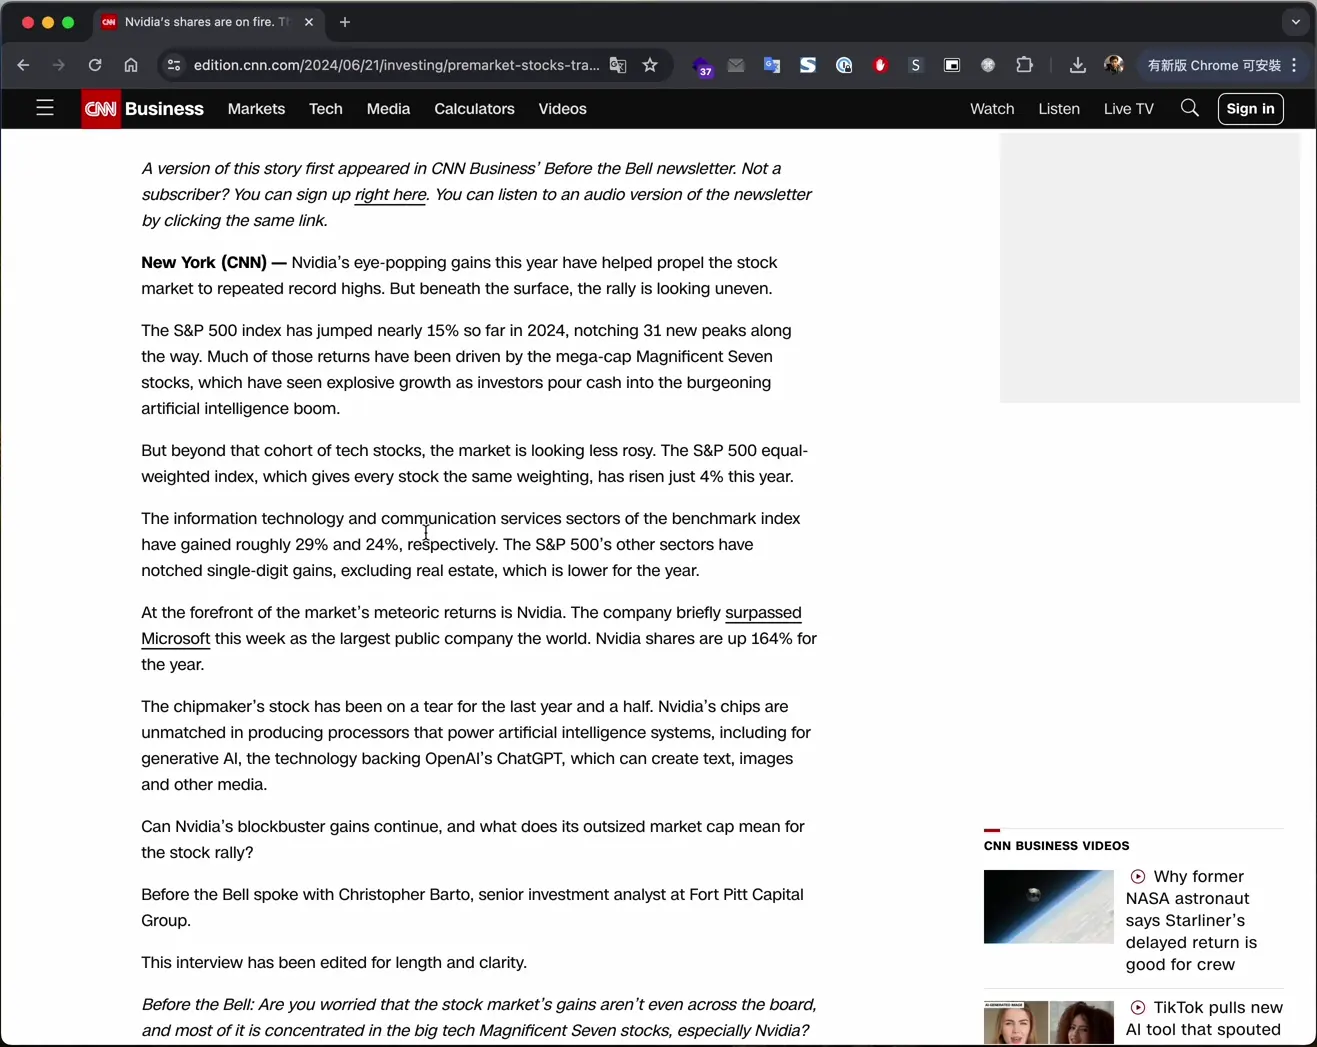 Nvidia's shares are on fire. Th
edition.cnn.com/2024/06/21/investing/premarket-stocks-tra...
37
S
有新版 Chrome 可安裝
CNN Business
Markets
Tech
Media
Calculators
Videos
Watch
Listen
Live TV
Sign in
A version of this story first appeared in CNN Business' Before the Bell newsletter. Not a
subscriber? You can sign up right here. You can listen to an audio version of the newsletter
by clicking the same link.
New York (CNN) — Nvidia's eye-popping gains this year have helped propel the stock
market to repeated record highs. But beneath the surface, the rally is looking uneven.
The S&P 500 index has jumped nearly 15% so far in 2024, notching 31 new peaks along
the way. Much of those returns have been driven by the mega-cap Magnificent Seven
stocks, which have seen explosive growth as investors pour cash into the burgeoning
artificial intelligence boom.
But beyond that cohort of tech stocks, the market is looking less rosy. The S&P 500 equal-
weighted index, which gives every stock the same weighting, has risen just 4% this year.
The information technology and communication services sectors of the benchmark index
have gained roughly 29% and 24%, respectively. The S&P 500's other sectors have
notched single-digit gains, excluding real estate, which is lower for the year.
At the forefront of the market's meteoric returns is Nvidia. The company briefly surpassed
Microsoft this week as the largest public company the world. Nvidia shares are up 164% for
the year.
The chipmaker's stock has been on a tear for the last year and a half. Nvidia's chips are
unmatched in producing processors that power artificial intelligence systems, including for
generative AI, the technology backing OpenAI's ChatGPT, which can create text, images
and other media.
Can Nvidia's blockbuster gains continue, and what does its outsized market cap mean for
the stock rally?
Before the Bell spoke with Christopher Barto, senior investment analyst at Fort Pitt Capital
Group.
This interview has been edited for length and clarity.
Before the Bell: Are you worried that the stock market's gains aren't even across the board,
and most of it is concentrated in the big tech Magnificent Seven stocks, especially Nvidia?
CNN BUSINESS VIDEOS
Why former
NASA astronaut
says Starliner's
delayed return is
good for crew
AI-GENERATED IMAGE
TikTok pulls new
AI tool that spouted